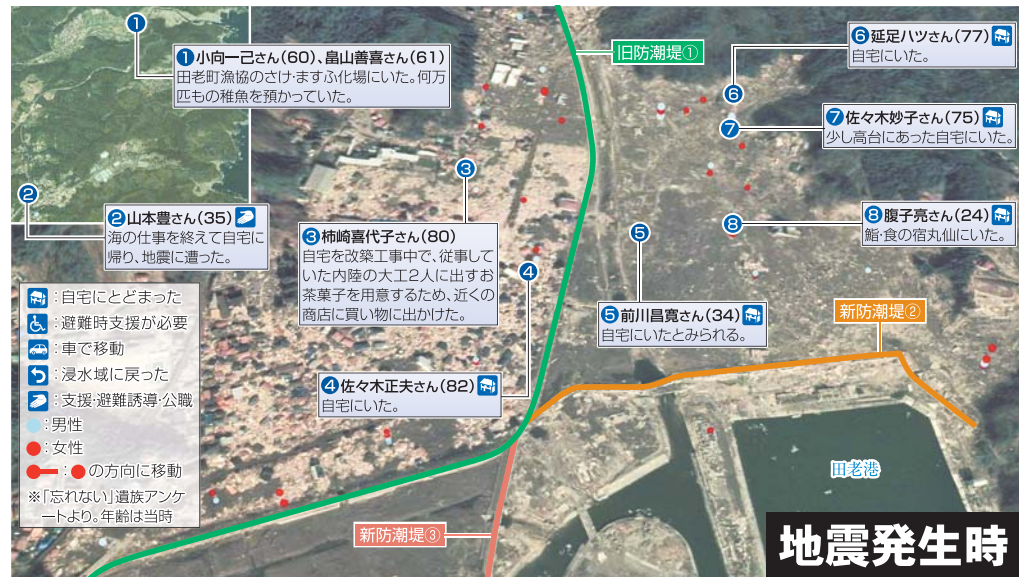 ①
①小向一己さん(60)、畠山善喜さん(61)
田老町漁協のさけ・ますふ化場にいた。何万
匹もの稚魚を預かっていた。
②
②山本豊さん(35)
海の仕事を終えて自宅に
帰り、地震に遭った。
旧防潮堤①
⑥延足ハツさん(77)
自宅にいた。
⑥
⑦佐々木妙子さん(75)
少し高台にあった自宅にいた。
⑦
③
③柿崎喜代子さん(80)
自宅を改築工事中で、従事して
いた内陸の大工2人に出すお
茶菓子を用意するため、近くの
商店に買い物に出かけた。
⑧腹子亮さん(24)
鮨・食の宿丸仙にいた。
⑧
⑤
⑤前川昌寛さん(34)
自宅にいたとみられる。
④
④佐々木正夫さん(82)
自宅にいた。
新防潮堤②
:自宅にとどまった
:避難時支援が必要
:車で移動
:浸水域に戻った
:支援・避難誘導・公職
:男性
:女性
:●の方向に移動
※「忘れない」遺族アンケ
ートより。年齢は当時
新防潮堤③
田老港
地震発生時